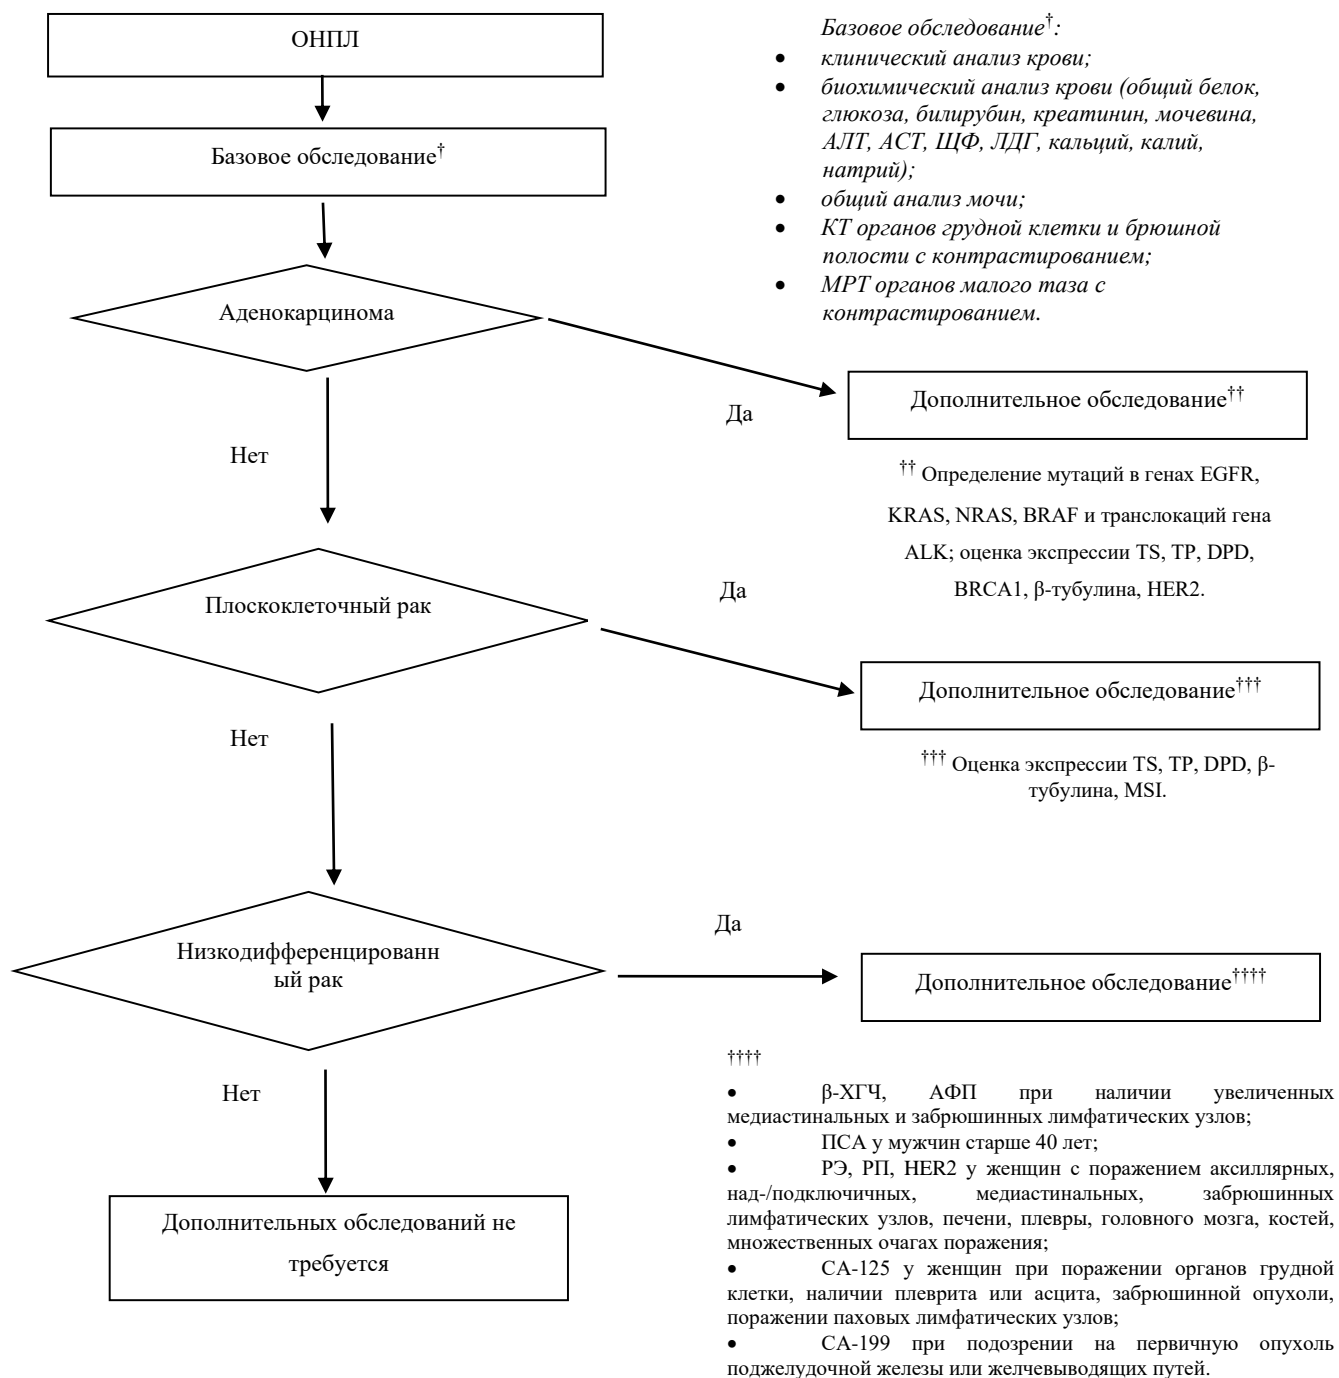 ОНПЛ
Базовое обследование†
Базовое обследование†:
• клинический анализ крови;
• биохимический анализ крови (общий белок,
глюкоза, билирубин, креатинин, мочевина,
АЛТ, АСТ, ЩФ, ЛДГ, кальций, калий,
натрий);
• общий анализ мочи;
• КТ органов грудной клетки и брюшной
полости с контрастированием;
• МРТ органов малого таза с
контрастированием.
Аденокарцинома
Да
Нет
Дополнительное обследование††
†† Определение мутаций в генах EGFR,
KRAS, NRAS, BRAF и транслокаций гена
ALK; оценка экспрессии TS, TP, DPD,
BRCA1, β-тубулина, HER2.
Плоскоклеточный рак
Да
Нет
Дополнительное обследование†††
††† Оценка экспрессии TS, TP, DPD, β-
тубулина, MSI.
Низкодифференцированн
ый рак
Да
Нет
Дополнительное обследование††††
††††
• β-ХГЧ, АФП при наличии увеличенных
медиастинальных и забрюшинных лимфатических узлов;
• ПСА у мужчин старше 40 лет;
• РЭ, РП, HER2 у женщин с поражением аксиллярных,
над-/подключичных, медиастинальных, забрюшинных
лимфатических узлов, печени, плевры, головного мозга, костей,
множественных очагах поражения;
• СА-125 у женщин при поражении органов грудной
клетки, наличии плеврита или асцита, забрюшинной опухоли,
поражении паховых лимфатических узлов;
• СА-199 при подозрении на первичную опухоль
поджелудочной железы или желчевыводящих путей.
Дополнительных обследований не
требуется